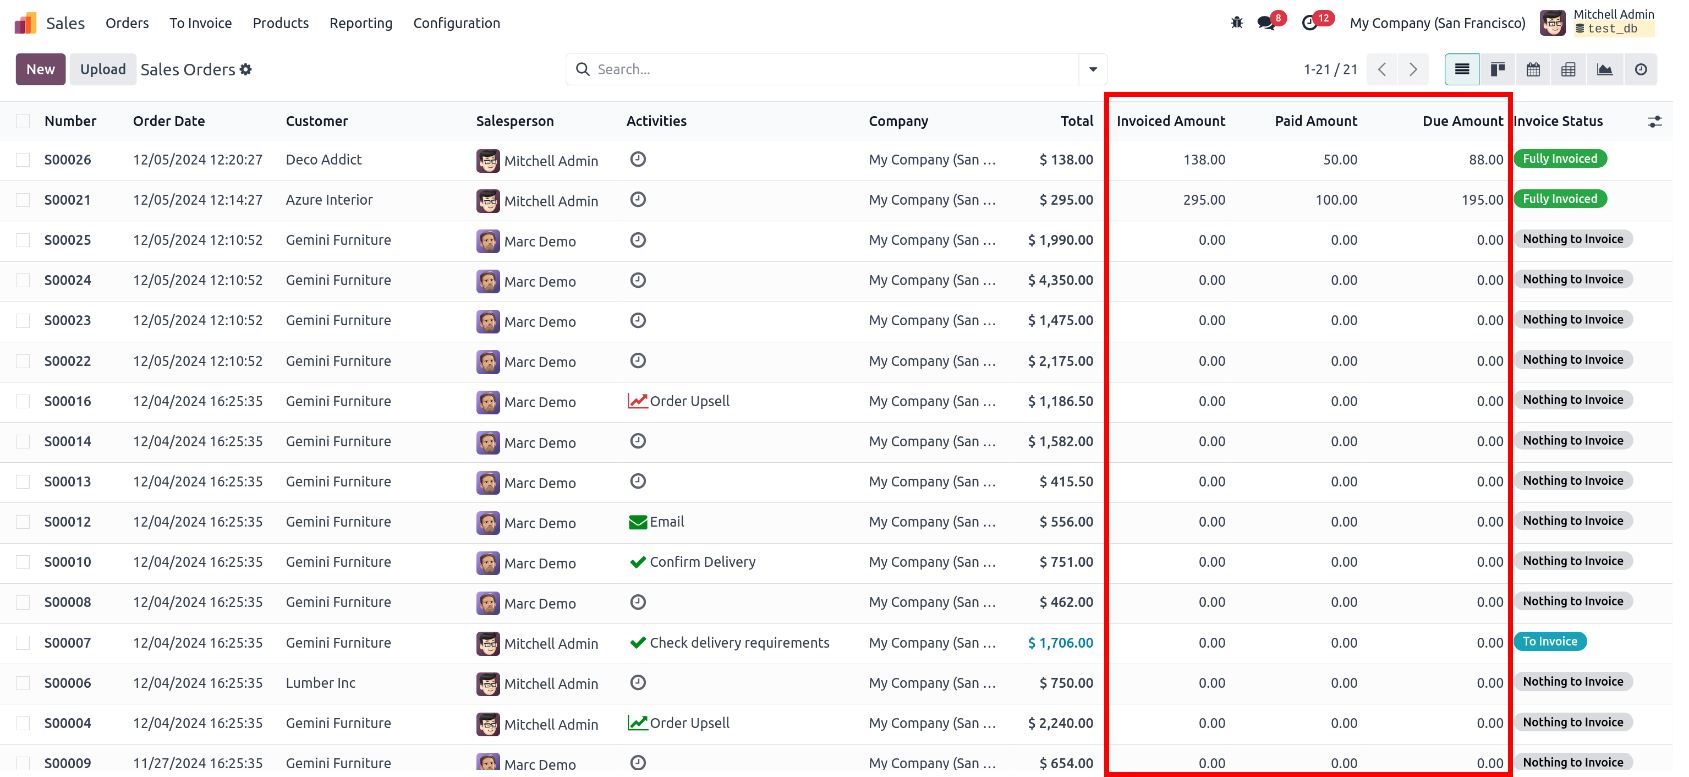 Sales Orders To Invoice Products Reporting Configuration 8 12 My Company (San Francisco) Mitchell Admin
test_db
New Upload Sales Orders Search... 1-21 / 21
Number Order Date Customer Salesperson Activities Company Total Invoiced Amount Paid Amount Due Amount Invoice Status
S00026 12/05/2024 12:20:27 Deco Addict Mitchell Admin My Company (San ... $ 138.00 138.00 50.00 88.00 Fully Invoiced
S00021 12/05/2024 12:14:27 Azure Interior Mitchell Admin My Company (San ... $ 295.00 295.00 100.00 195.00 Fully Invoiced
S00025 12/05/2024 12:10:52 Gemini Furniture Marc Demo My Company (San ... $ 1,990.00 0.00 0.00 0.00 Nothing to Invoice
S00024 12/05/2024 12:10:52 Gemini Furniture Marc Demo My Company (San ... $ 4,350.00 0.00 0.00 0.00 Nothing to Invoice
S00023 12/05/2024 12:10:52 Gemini Furniture Marc Demo My Company (San ... $ 1,475.00 0.00 0.00 0.00 Nothing to Invoice
S00022 12/05/2024 12:10:52 Gemini Furniture Marc Demo My Company (San ... $ 2,175.00 0.00 0.00 0.00 Nothing to Invoice
S00016 12/04/2024 16:25:35 Gemini Furniture Marc Demo Order Upsell My Company (San ... $ 1,186.50 0.00 0.00 0.00 Nothing to Invoice
S00014 12/04/2024 16:25:35 Gemini Furniture Marc Demo My Company (San ... $ 1,582.00 0.00 0.00 0.00 Nothing to Invoice
S00013 12/04/2024 16:25:35 Gemini Furniture Marc Demo My Company (San ... $ 415.50 0.00 0.00 0.00 Nothing to Invoice
S00012 12/04/2024 16:25:35 Gemini Furniture Marc Demo Email My Company (San ... $ 556.00 0.00 0.00 0.00 Nothing to Invoice
S00010 12/04/2024 16:25:35 Gemini Furniture Marc Demo Confirm Delivery My Company (San ... $ 751.00 0.00 0.00 0.00 Nothing to Invoice
S00008 12/04/2024 16:25:35 Gemini Furniture Marc Demo My Company (San ... $ 462.00 0.00 0.00 0.00 Nothing to Invoice
S00007 12/04/2024 16:25:35 Gemini Furniture Mitchell Admin Check delivery requirements My Company (San ... $ 1,706.00 0.00 0.00 0.00 To Invoice
S00006 12/04/2024 16:25:35 Lumber Inc Mitchell Admin My Company (San ... $ 750.00 0.00 0.00 0.00 Nothing to Invoice
S00004 12/04/2024 16:25:35 Gemini Furniture Mitchell Admin Order Upsell My Company (San ... $ 2,240.00 0.00 0.00 0.00 Nothing to Invoice
S00009 11/27/2024 16:25:35 Gemini Furniture Marc Demo My Company (San ... $ 654.00 0.00 0.00 0.00 Nothing to Invoice